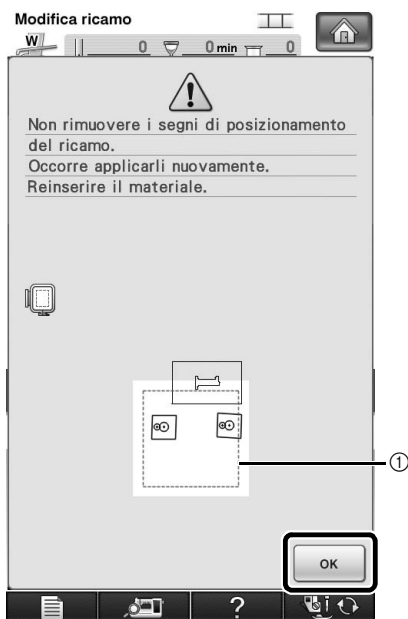 Modifica ricamo
W
0 0 min 0
Non rimuovere i segni di posizionamento
del ricamo.
Occorre applicarli nuovamente.
Reinserire il materiale.
①
OK
?